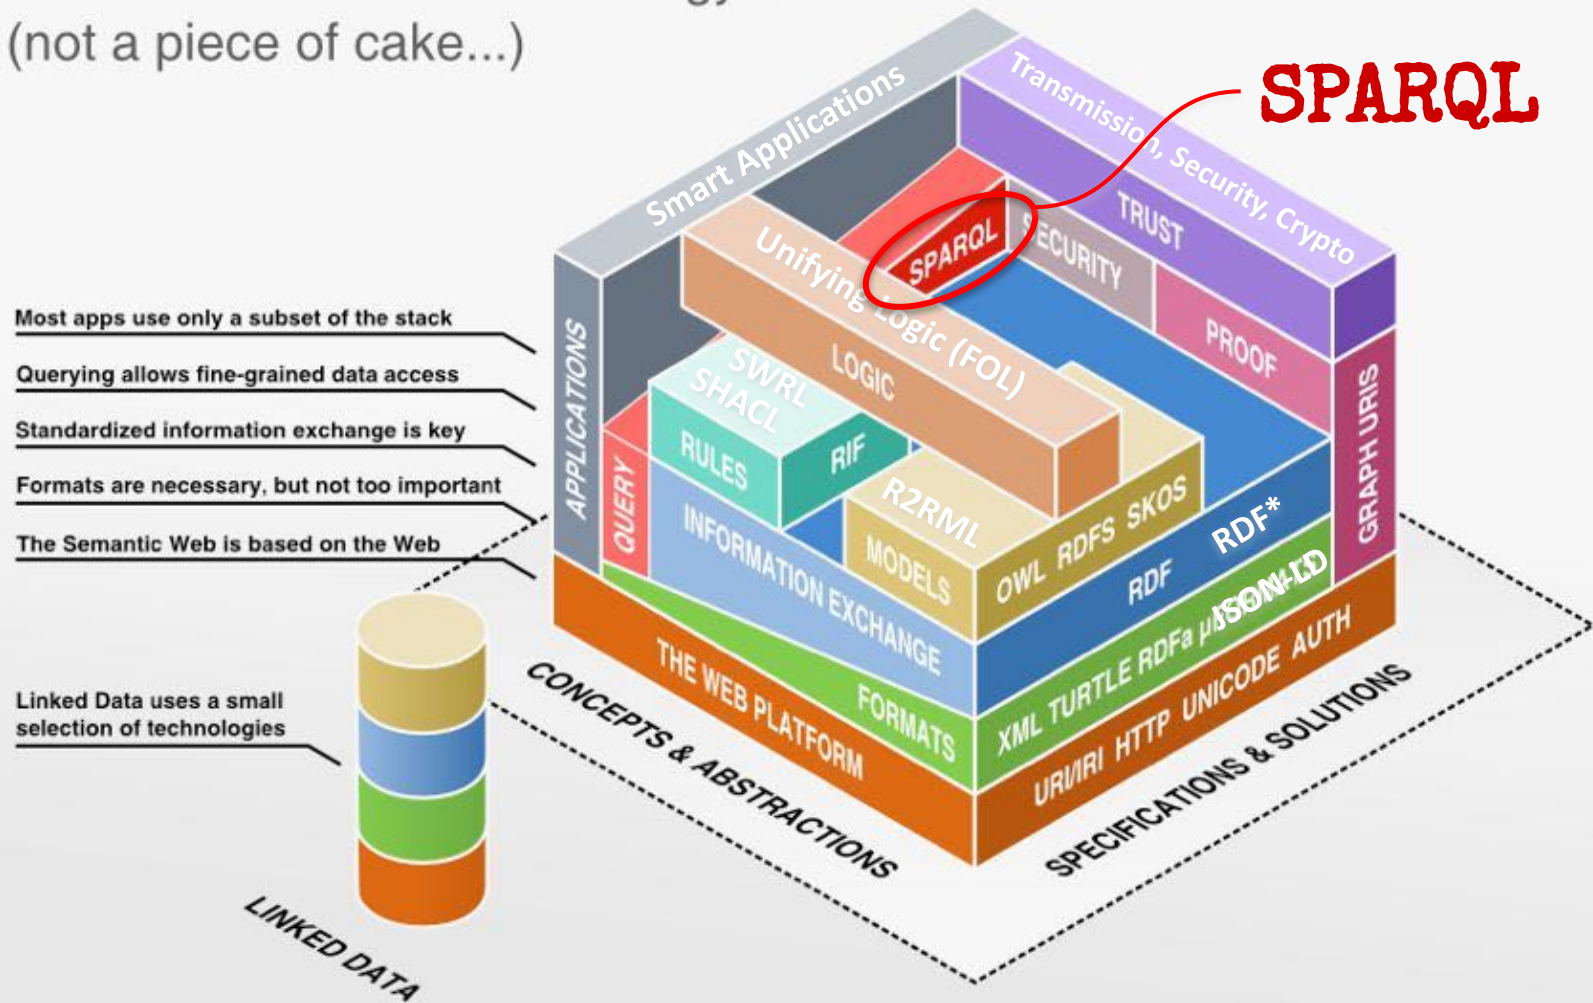 (not a piece of cake...)
SPARQL
Smart Applications
Transmission, Security, Crypto
TRUST
SPARQL
SECURITY
PROOF
Unifying Logic (FOL)
LOGIC
Most apps use only a subset of the stack
Querying allows fine-grained data access
Standardized information exchange is key
Formats are necessary, but not too important
The Semantic Web is based on the Web
APPLICATIONS
QUERY
SWRL
SHACL
RULES
RIF
INFORMATION EXCHANGE
R2RML
MODELS
OWL RDFS SKOS
RDF
RDF*
GRAPH URIS
FORMATS
XML TURTLE RDFa
JSON-LD
THE WEB PLATFORM
URI/IRI HTTP UNICODE AUTH
CONCEPTS & ABSTRACTIONS
SPECIFICATIONS & SOLUTIONS
Linked Data uses a small
selection of technologies
LINKED DATA